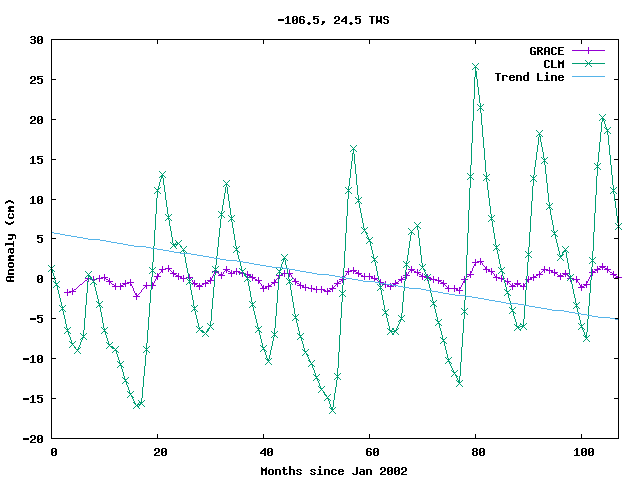 -106.5, 24.5 TWS
30
25
20
15
10
5
0
-5
-10
-15
-20
Anomaly (cm)
GRACE
CLM
Trend Line
0 20 40 60 80 100
Months since Jan 2002